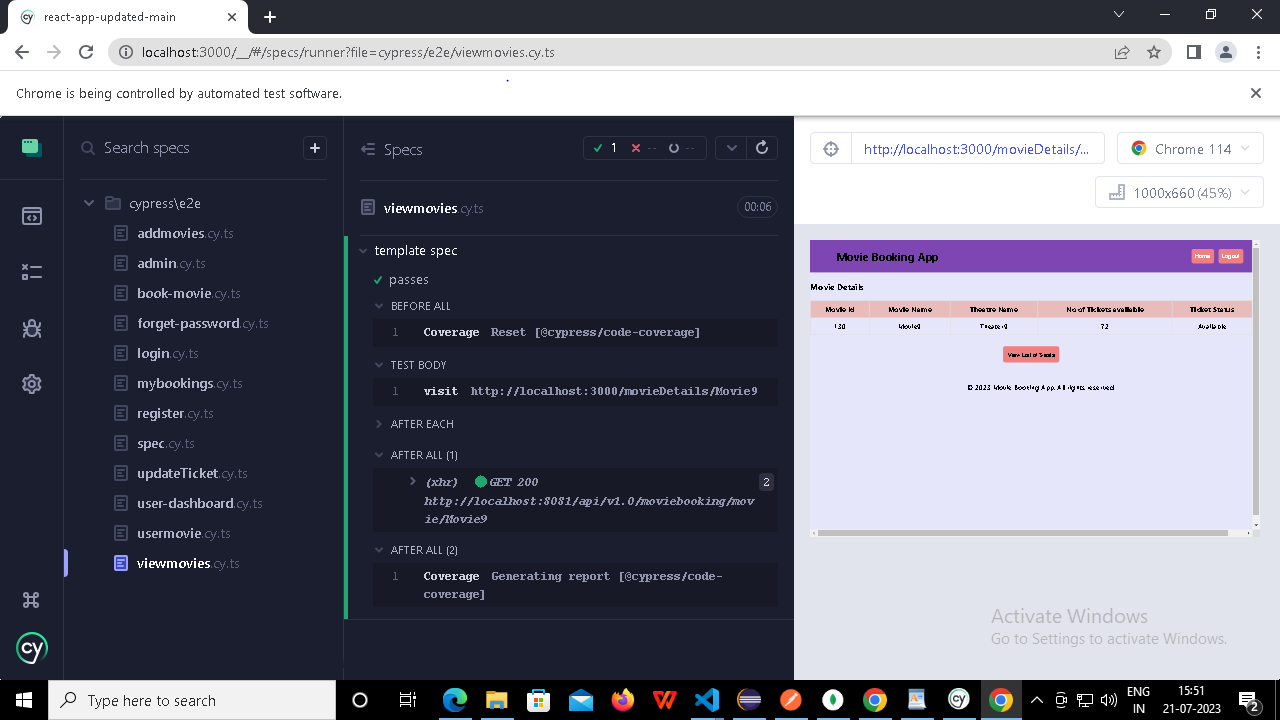 react-app-updated-main
localhost:3000/__/#/specs/runner?file=cypress/e2e/viewmovies.cy.ts
Chrome is being controlled by automated test software.
Search specs
cypress\e2e
addmovies.cy.ts
admin.cy.ts
book-movie.cy.ts
forget-password.cy.ts
login.cy.ts
mybookings.cy.ts
register.cy.ts
spec.cy.ts
updateTicket.cy.ts
user-dashboard.cy.ts
usermovie.cy.ts
viewmovies.cy.ts
cy
Specs
1 -- --
viewmovies.cy.ts 00:06
template spec
passes
BEFORE ALL
1 Coverage Reset [@cypress/code-coverage]
TEST BODY
1 visit http://localhost:3000/movieDetails/Movie9
AFTER EACH
AFTER ALL (1)
(xhr) GET 200 2
http://localhost:8081/api/v1.0/moviebooking/mov
ie/Movie9
AFTER ALL (2)
1 Coverage Generating report [@cypress/code-
coverage]
http://localhost:3000/movieDetails/...
Chrome 114
1000x660 (45%)
Movie Booking App
Home Logout
Movie Details
Movie Id Movie Name Theatre Name No of Tickets available Ticket Status
130 Movie9 Theater9 72 Available
View List of Seats
© 2023 Movie Booking App. All rights reserved
Activate Windows
Go to Settings to activate Windows.
Type here to search
ENG
IN
15:51
21-07-2023
2